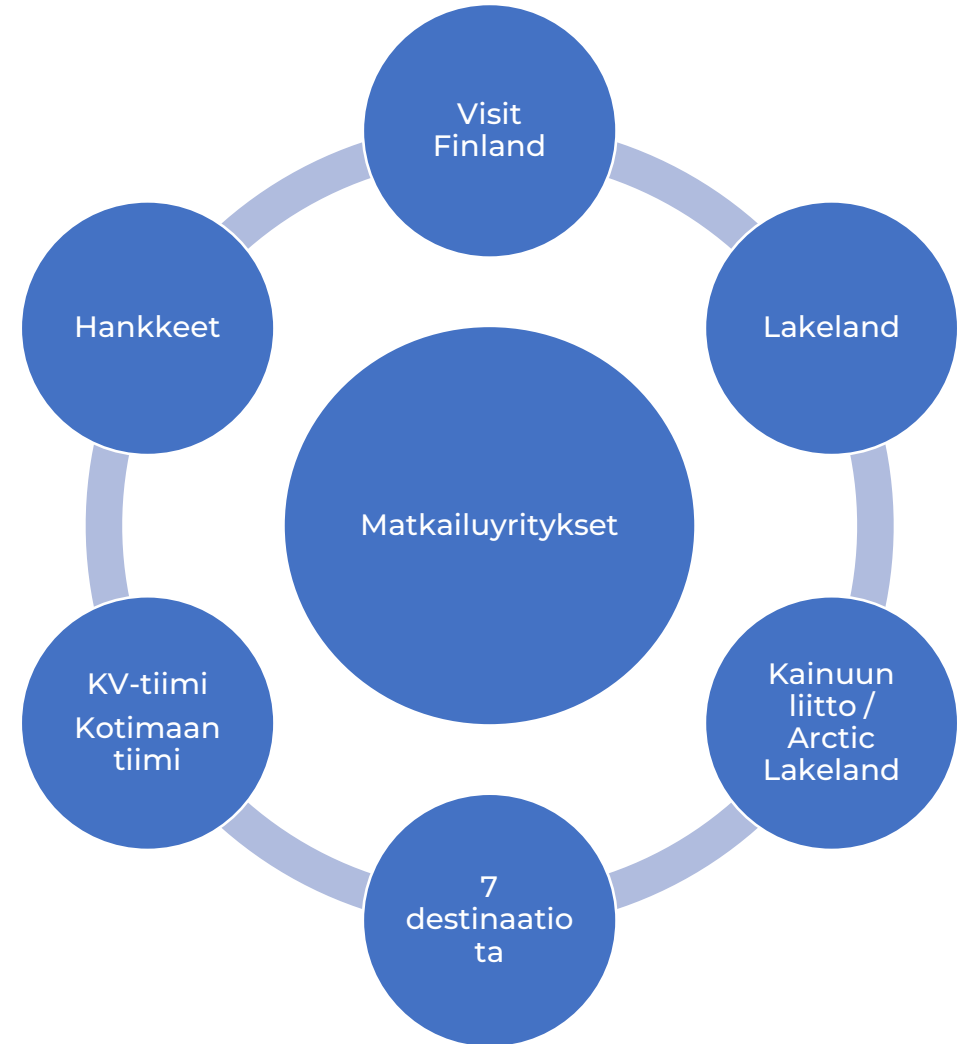 Visit
Finland
Hankkeet
Lakeland
Matkailuyritykset
KV-tiimi
Kotimaan
tiimi
Kainuun
liitto /
Arctic
Lakeland
7
destinaatio
ta